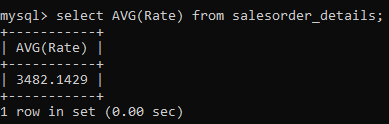 mysql> select AVG(Rate) from salesorder_details;
+-----------+
| AVG(Rate) |
+-----------+
| 3482.1429 |
+-----------+
1 row in set (0.00 sec)